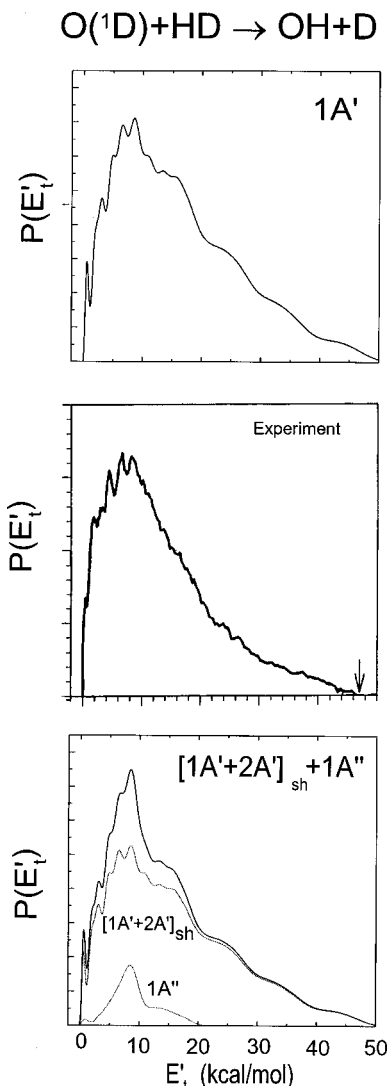 O(¹D)+HD → OH+D
1A'
P(E'ₜ)
Experiment
P(E'ₜ)
[1A'+2A']ₛₕ+1A"
P(E'ₜ)
[1A'+2A']ₛₕ
1A"
0 10 20 30 40 50
E'ₜ (kcal/mol)